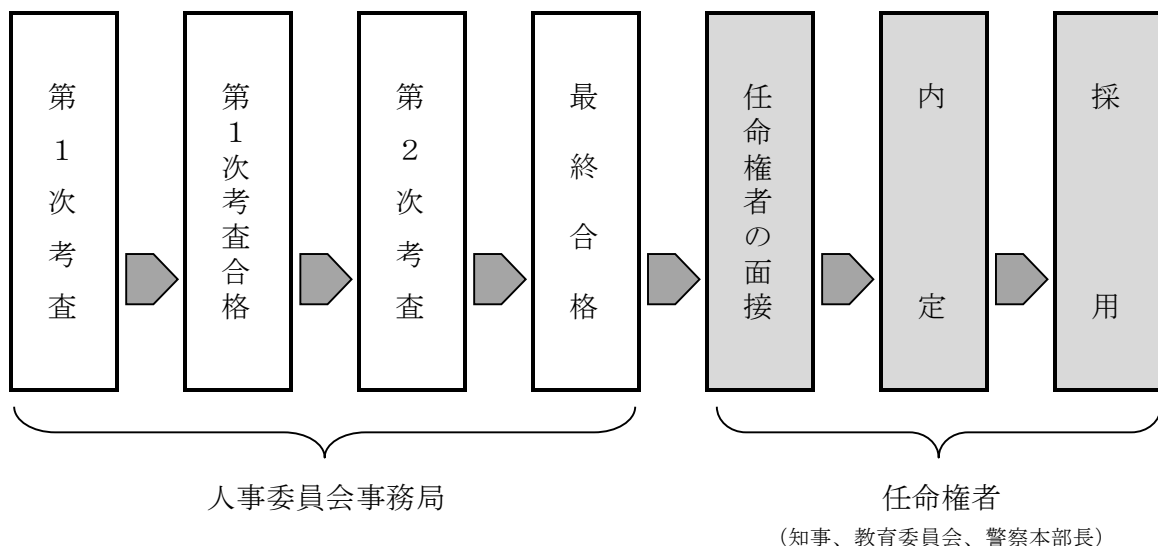 第１次考査
第１次考査合格
第２次考査
最終合格
任命権者の面接
内定
採用
人事委員会事務局
任命権者
（知事、教育委員会、警察本部長）